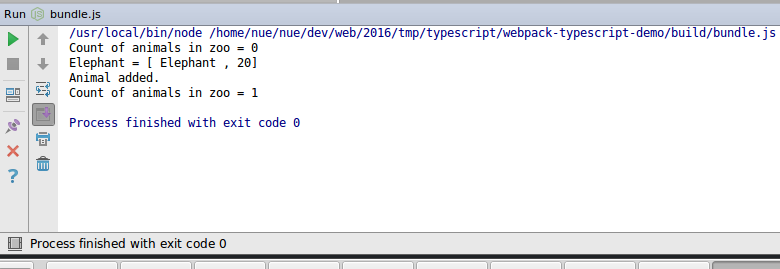 Run bundle.js
/usr/local/bin/node /home/nue/nue/dev/web/2016/tmp/typescript/webpack-typescript-demo/build/bundle.js
Count of animals in zoo = 0
Elephant = [ Elephant , 20]
Animal added.
Count of animals in zoo = 1
Process finished with exit code 0
?
Process finished with exit code 0